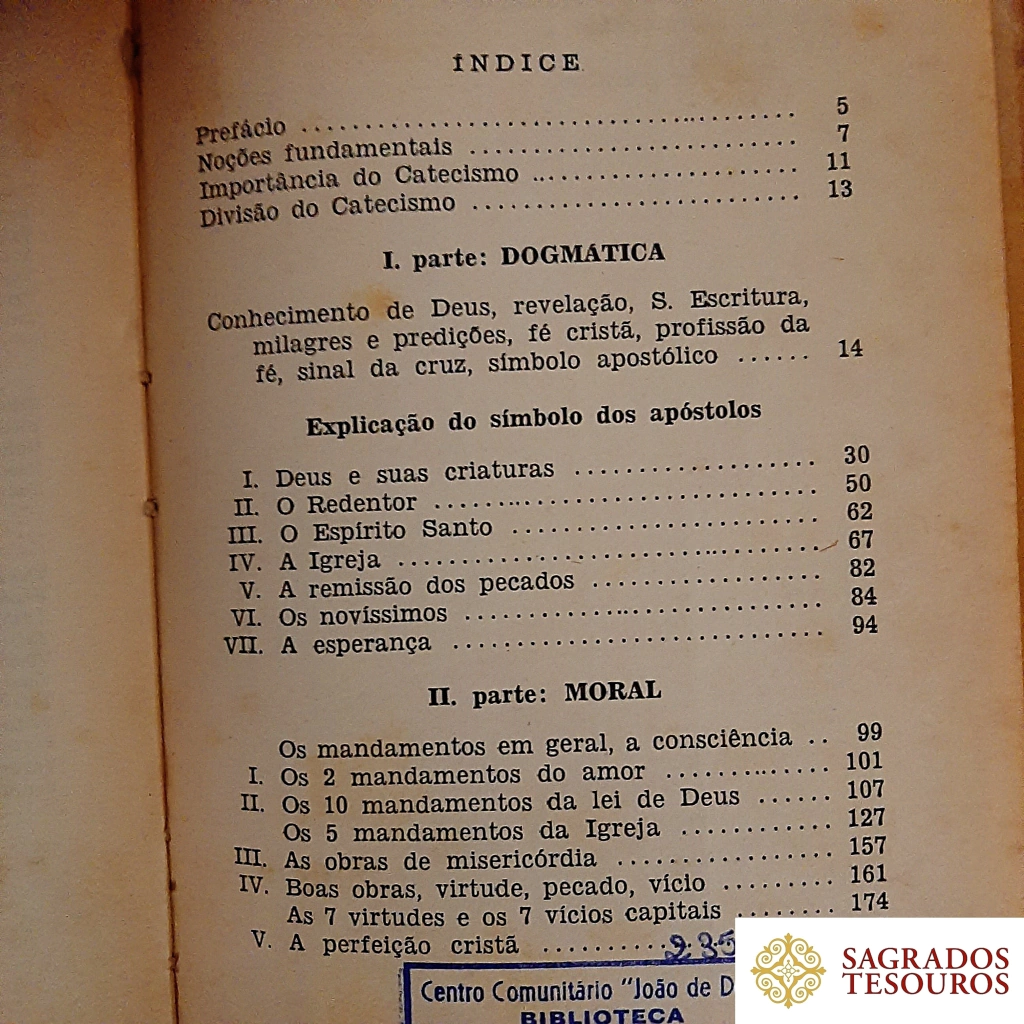 ÍNDICE
Prefácio ........................................ 5
Noções fundamentais .......................... 7
Importância do Catecismo ..................... 11
Divisão do Catecismo .......................... 13
I. parte: DOGMÁTICA
Conhecimento de Deus, revelação, S. Escritura,
milagres e predições, fé cristã, profissão da
fé, sinal da cruz, símbolo apostólico ...... 14
Explicação do símbolo dos apóstolos
I. Deus e suas criaturas ................... 30
II. O Redentor .............................. 50
III. O Espírito Santo ........................ 62
IV. A Igreja ................................. 67
V. A remissão dos pecados .................. 82
VI. Os novíssimos ............................ 84
VII. A esperança .............................. 94
II. parte: MORAL
Os mandamentos em geral, a consciência .. 99
I. Os 2 mandamentos do amor ............. 101
II. Os 10 mandamentos da lei de Deus ...... 107
Os 5 mandamentos da Igreja ............ 127
III. As obras de misericórdia ................. 157
IV. Boas obras, virtude, pecado, vício ......... 161
As 7 virtudes e os 7 vícios capitais ........ 174
V. A perfeição cristã ..........
235
Centro Comunitário "João de
BIBLIOTECA
SAGRADOS
TESOUROS